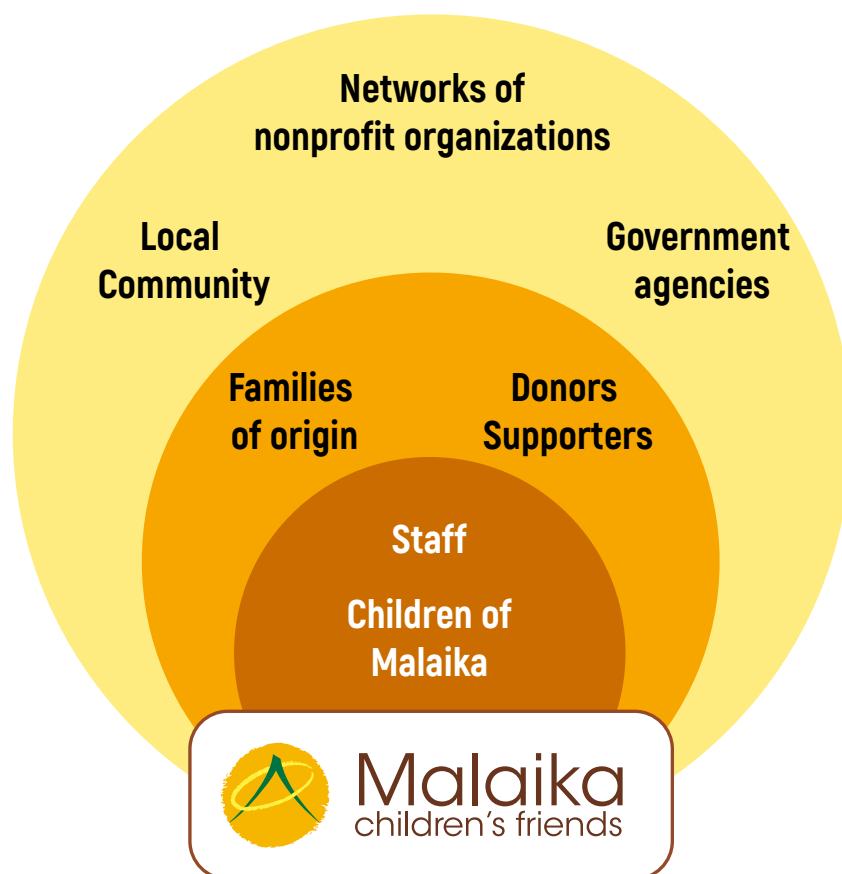 Networks of
nonprofit organizations
Local
Community
Government
agencies
Families
of origin
Donors
Supporters
Staff
Children of
Malaika
Malaika
children's friends